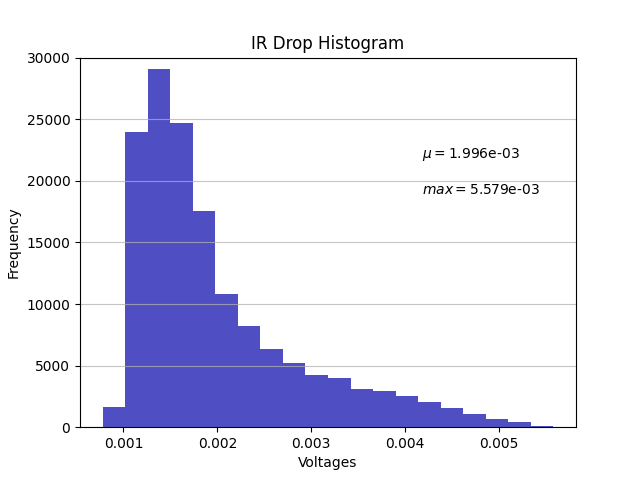 IR Drop Histogram
30000
25000
20000
15000
10000
5000
0
Frequency
μ = 1.996e-03
max = 5.579e-03
0.001 0.002 0.003 0.004 0.005
Voltages